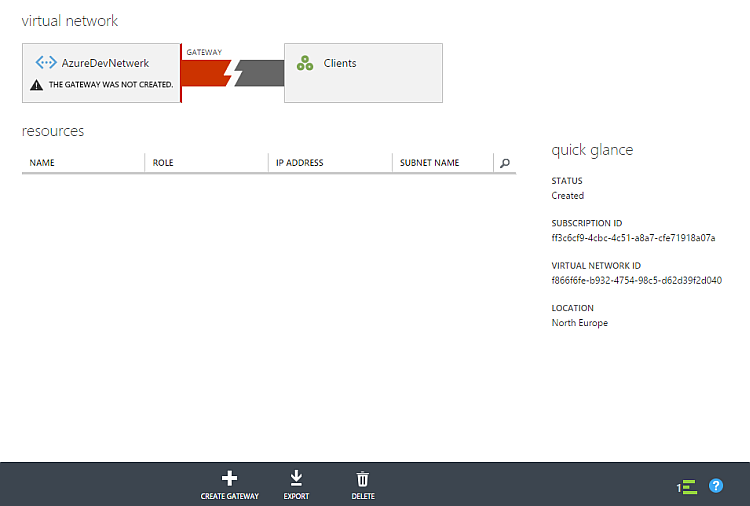 virtual network
GATEWAY
AzureDevNetwerk
Clients
THE GATEWAY WAS NOT CREATED.
resources
NAME ROLE IP ADDRESS SUBNET NAME
quick glance
STATUS
Created
SUBSCRIPTION ID
ff3c6cf9-4cbc-4c51-a8a7-cfe71918a07a
VIRTUAL NETWORK ID
f866f6fe-b932-4754-98c5-d62d39f2d040
LOCATION
North Europe
CREATE GATEWAY EXPORT DELETE
1 ?